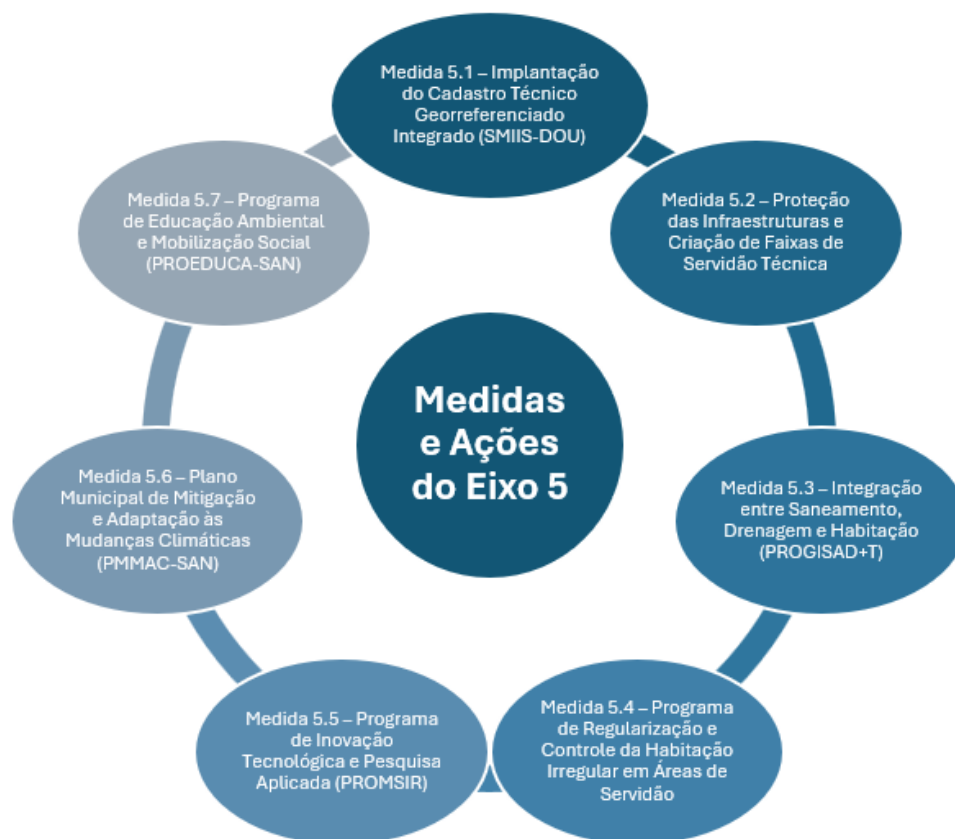 Medida 5.1 – Implantação
do Cadastro Técnico
Georreferenciado
Integrado (SMIIS-DOU)
Medida 5.2 – Proteção
das Infraestruturas e
Criação de Faixas de
Servidão Técnica
Medida 5.3 – Integração
entre Saneamento,
Drenagem e Habitação
(PROGISAD+T)
Medida 5.4 – Programa
de Regularização e
Controle da Habitação
Irregular em Áreas de
Servidão
Medida 5.5 – Programa
de Inovação
Tecnológica e Pesquisa
Aplicada (PROMSIR)
Medida 5.6 – Plano
Municipal de Mitigação
e Adaptação às
Mudanças Climáticas
(PMMAC-SAN)
Medida 5.7 – Programa
de Educação Ambiental
e Mobilização Social
(PROEDUCA-SAN)
Medidas
e Ações
do Eixo 5